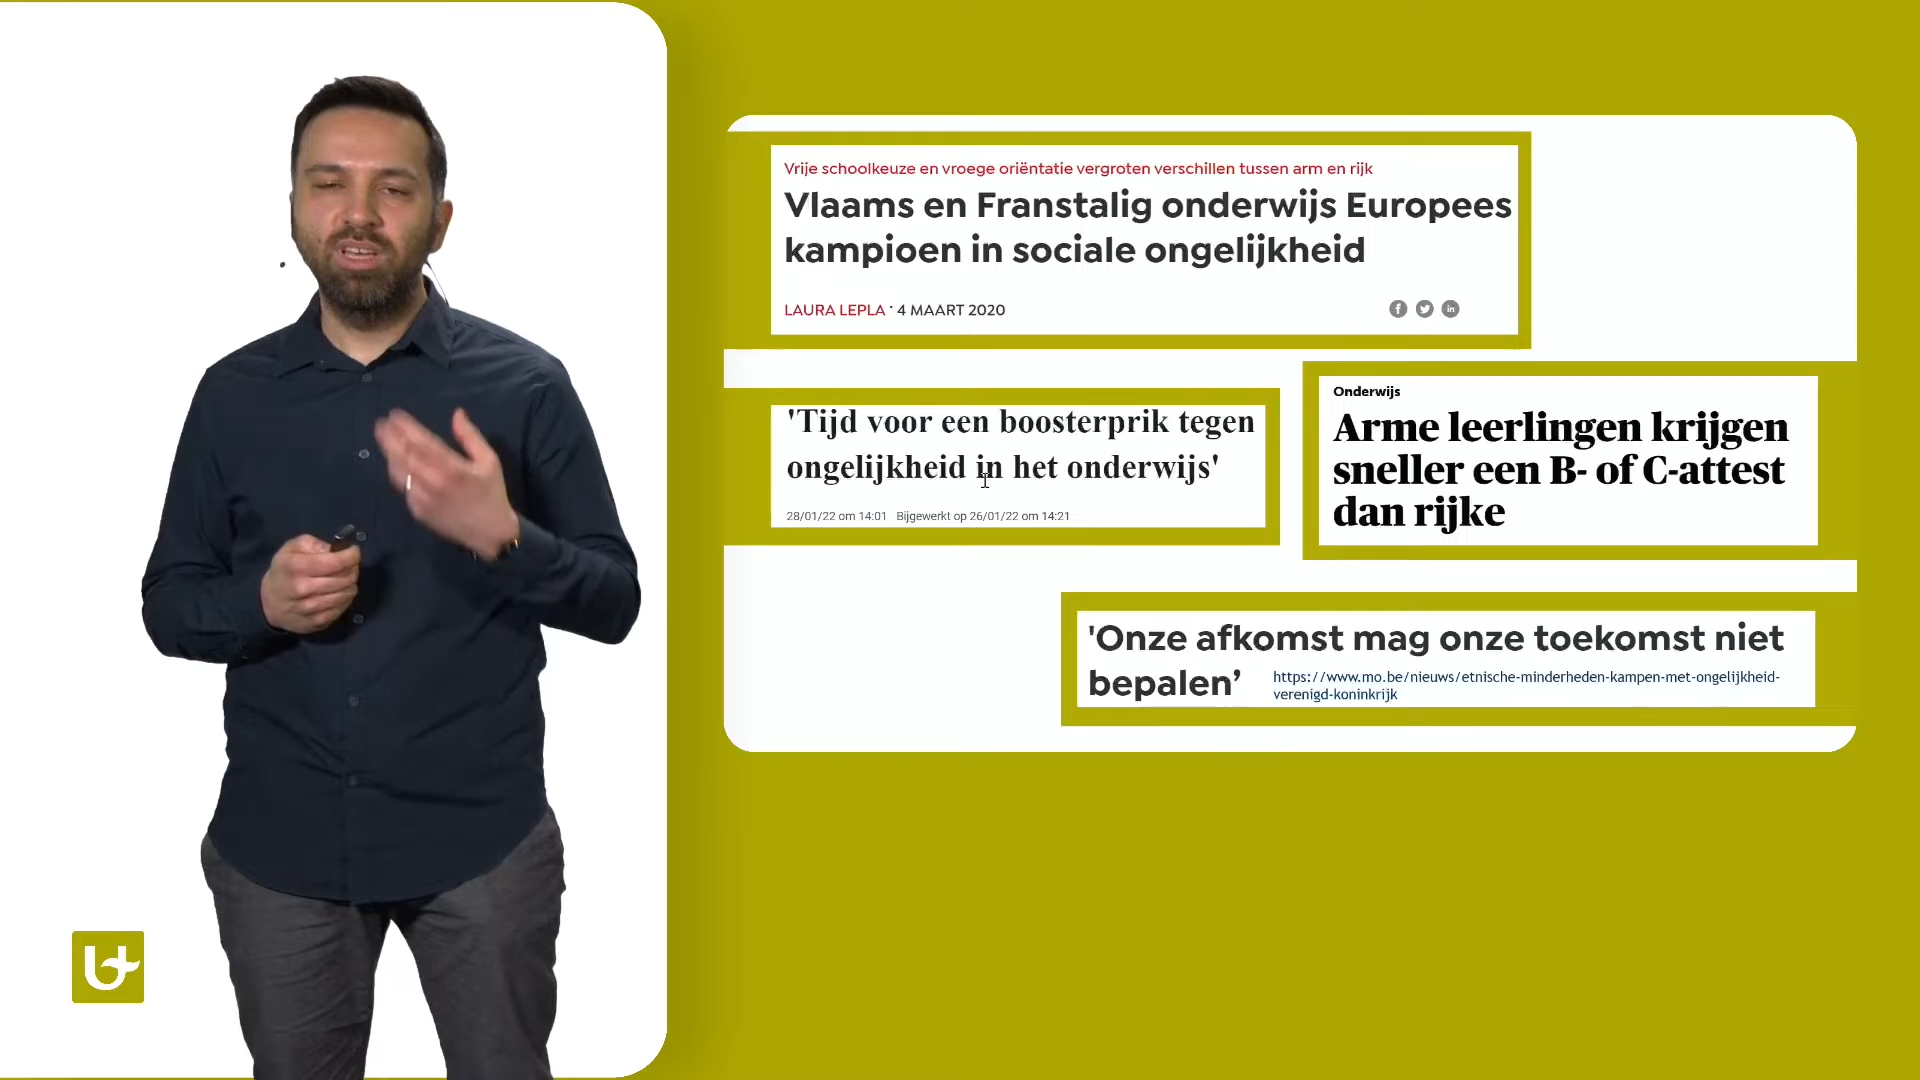 Vrije schoolkeuze en vroege oriëntatie vergroten verschillen tussen arm en rijk
Vlaams en Franstalig onderwijs Europees
kampioen in sociale ongelijkheid
LAURA LEPLA · 4 MAART 2020
'Tijd voor een boosterprik tegen
ongelijkheid in het onderwijs'
28/01/22 om 14:01 Bijgewerkt op 26/01/22 om 14:21
Onderwijs
Arme leerlingen krijgen
sneller een B- of C-attest
dan rijke
'Onze afkomst mag onze toekomst niet
bepalen’
https://www.mo.be/nieuws/etnische-minderheden-kampen-met-ongelijkheid-
verenigd-koninkrijk